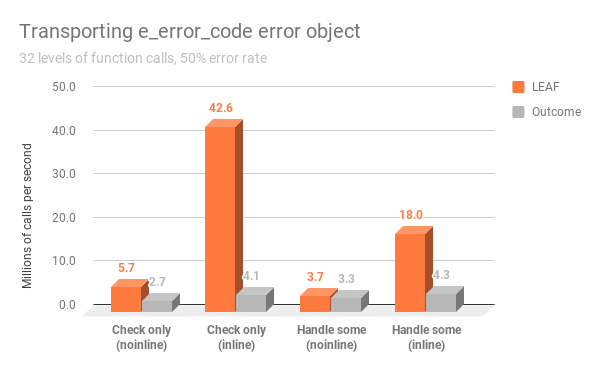 Transporting e_error_code error object
32 levels of function calls, 50% error rate
50.0
LEAF
Outcome
42.6
40.0
30.0
20.0
18.0
10.0
5.7
2.7
4.1
3.7
3.3
4.3
0.0
Millions of calls per second
Check only
(noinline)
Check only
(inline)
Handle some
(noinline)
Handle some
(inline)